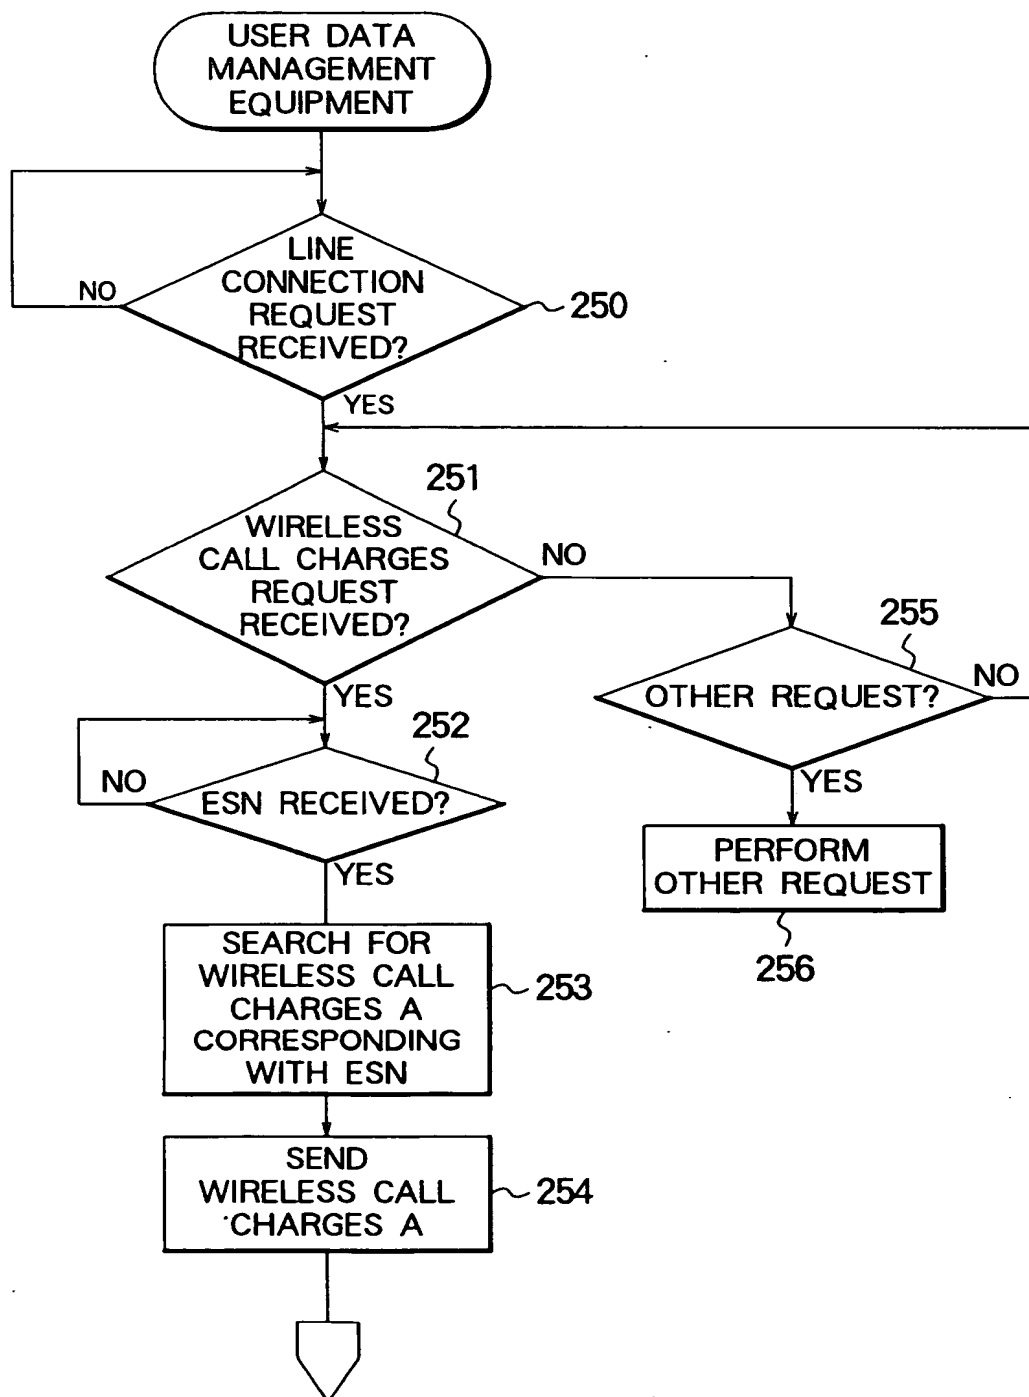 USER DATA
MANAGEMENT
EQUIPMENT
LINE
CONNECTION
REQUEST
RECEIVED?
NO
250
YES
251
WIRELESS
CALL CHARGES
REQUEST
RECEIVED?
NO
YES
255
OTHER REQUEST?
NO
YES
PERFORM
OTHER REQUEST
256
252
NO
ESN RECEIVED?
YES
SEARCH FOR
WIRELESS CALL
CHARGES A
CORRESPONDING
WITH ESN
253
SEND
WIRELESS CALL
CHARGES A
254